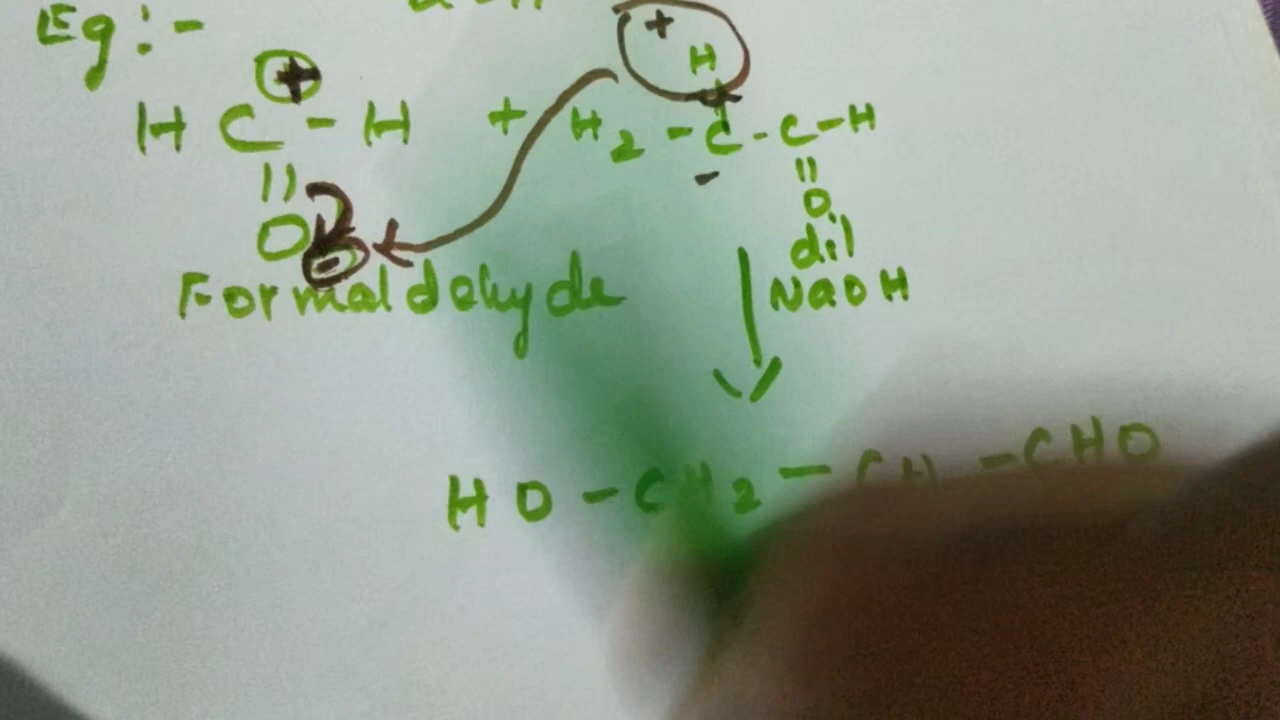 Eg :-
H C - H + H2 - C - C - H
+ + H
|| ||
O - O
Formaldehyde dil
NaOH
HO - CH2 - CH - CHO